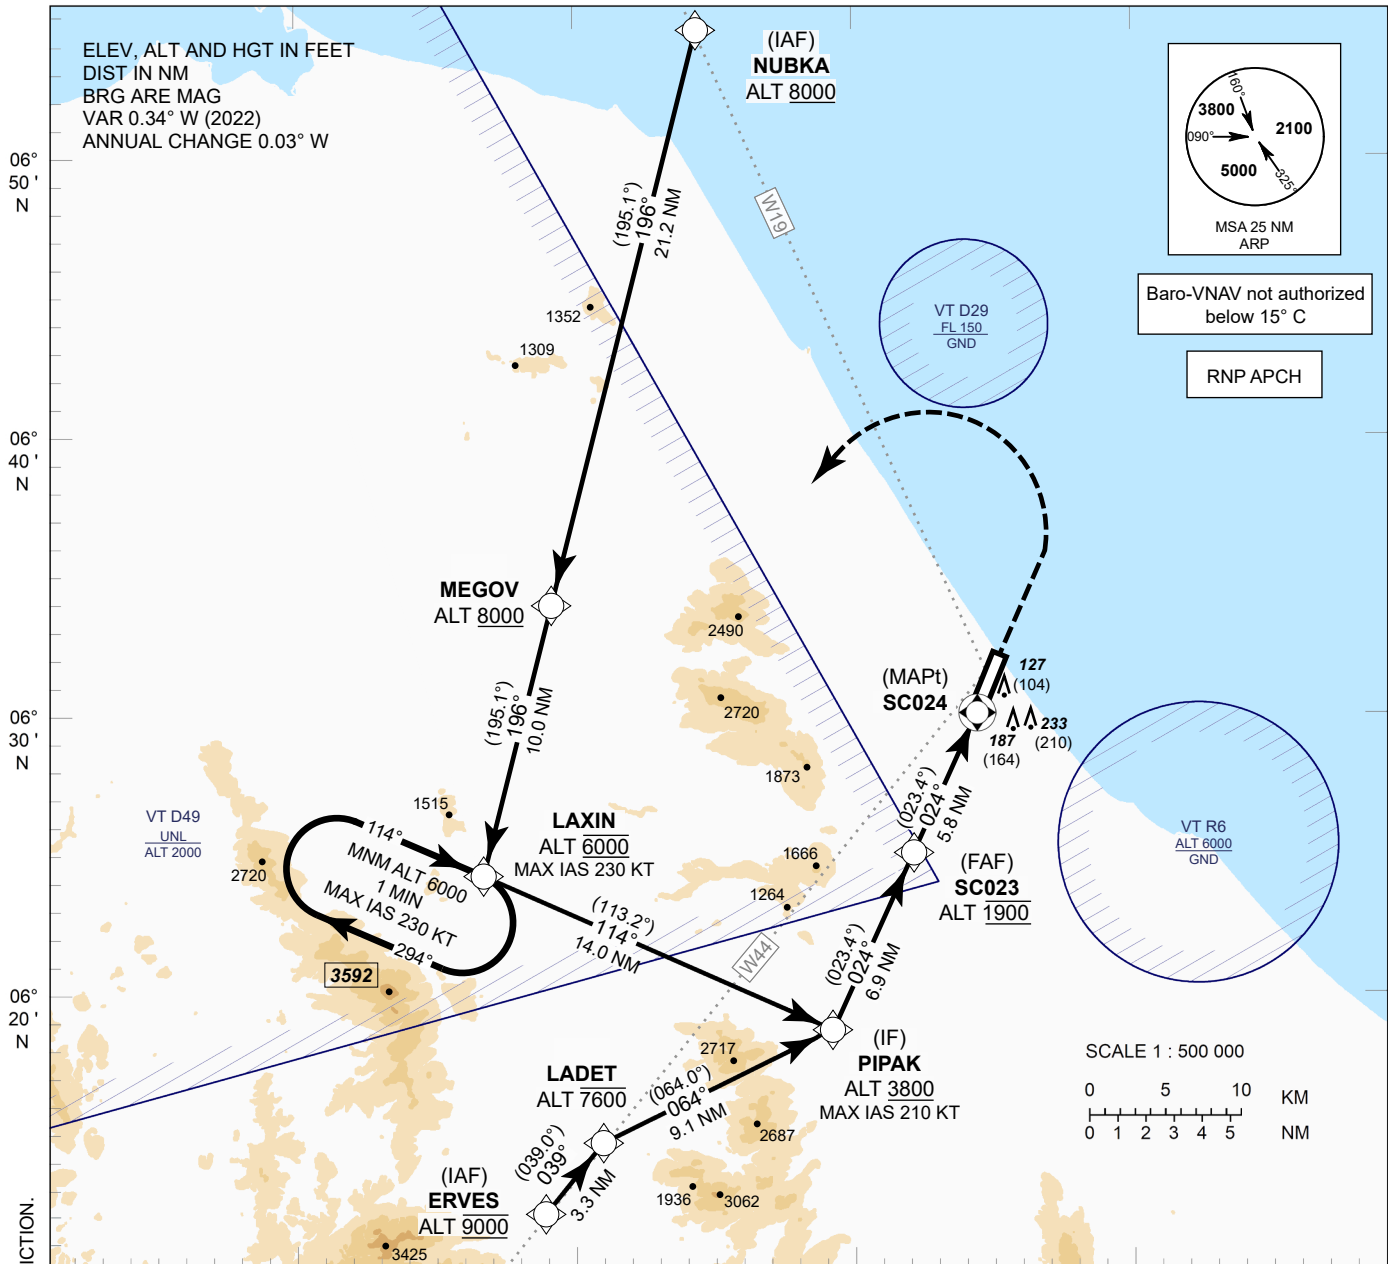 ELEV, ALT AND HGT IN FEET
DIST IN NM
BRG ARE MAG
VAR 0.34° W (2022)
ANNUAL CHANGE 0.03° W
(IAF)
NUBKA
ALT 8000
160°
3800
2100
090°
5000
325°
MSA 25 NM
ARP
Baro-VNAV not authorized
below 15° C
RNP APCH
06°
50 '
N
(195.1°)
196°
21.2 NM
W19
VT D29
FL 150
GND
1352
1309
06°
40 '
N
MEGOV
ALT 8000
2490
(MAPt)
SC024
127
(104)
187
(164)
233
(210)
2720
06°
30 '
N
(195.1°)
196°
10.0 NM
1873
1515
VT D49
UNL
ALT 2000
2720
114°
MNM ALT 6000
1 MIN
MAX IAS 230 KT
294°
LAXIN
ALT 6000
MAX IAS 230 KT
1666
1264
(023.4°)
024°
5.8 NM
(FAF)
SC023
ALT 1900
VT R6
ALT 6000
GND
(113.2°)
114°
14.0 NM
W44
(023.4°)
024°
6.9 NM
3592
06°
20 '
N
(IF)
PIPAK
ALT 3800
MAX IAS 210 KT
2717
LADET
ALT 7600
(064.0°)
064°
9.1 NM
2687
(039.0°)
039°
3.3 NM
(IAF)
ERVES
ALT 9000
1936
3062
3425
SCALE 1 : 500 000
0 5 10 KM
0 1 2 3 4 5 NM
ICTION.